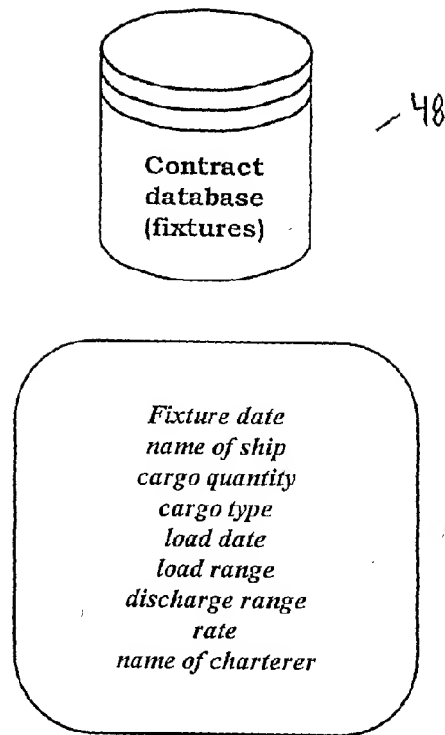 48
Contract
database
(fixtures)
Fixture date
name of ship
cargo quantity
cargo type
load date
load range
discharge range
rate
name of charterer